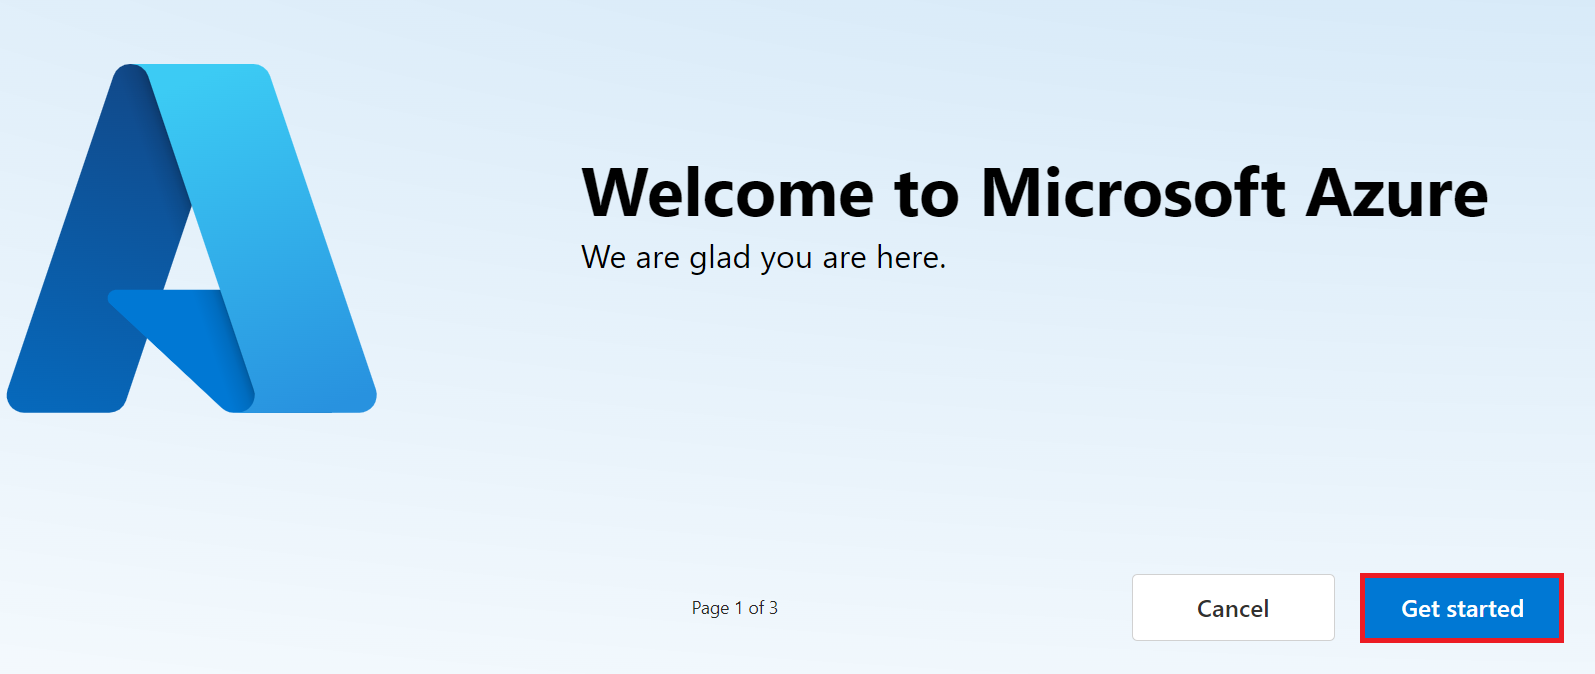 Welcome to Microsoft Azure
We are glad you are here.
Page 1 of 3
Cancel
Get started